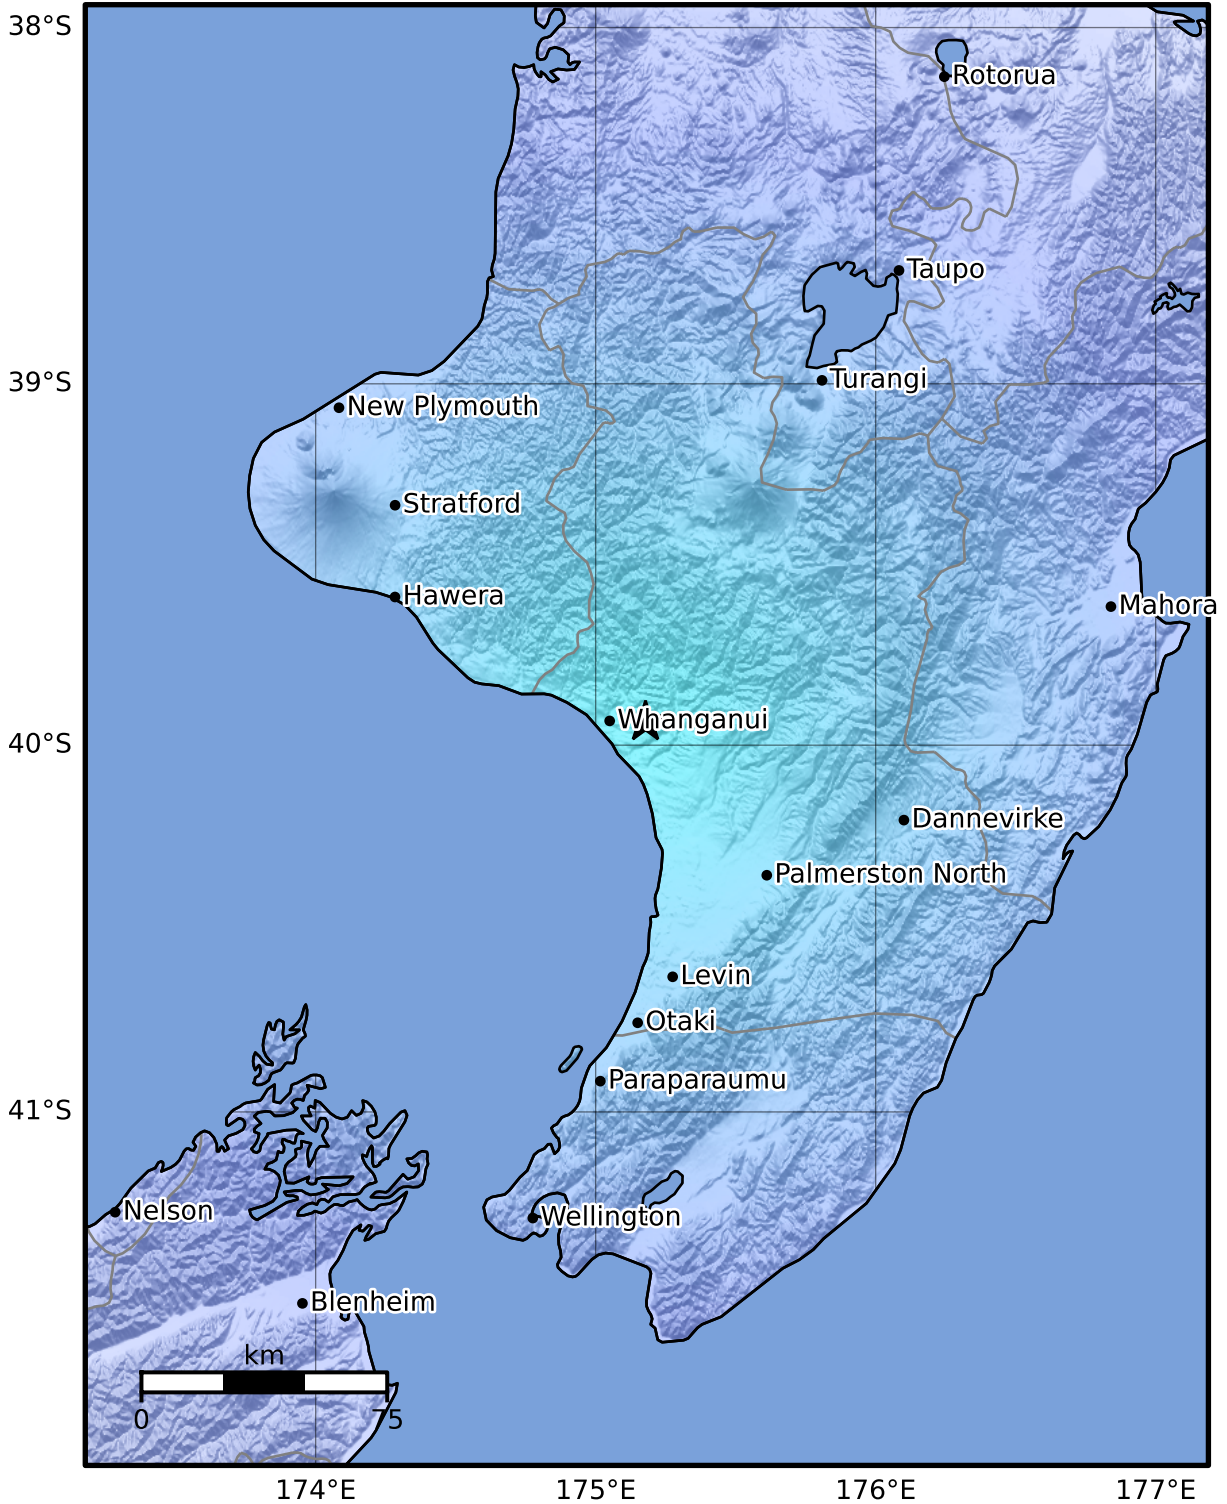 38°S
Rotorua
Taupo
Turangi
39°S
New Plymouth
Stratford
Hawera
Mahora
Whanganui
40°S
Dannevirke
Palmerston North
Levin
Otaki
Paraparaumu
41°S
Nelson
Wellington
Blenheim
km
0 75
174°E 175°E 176°E 177°E